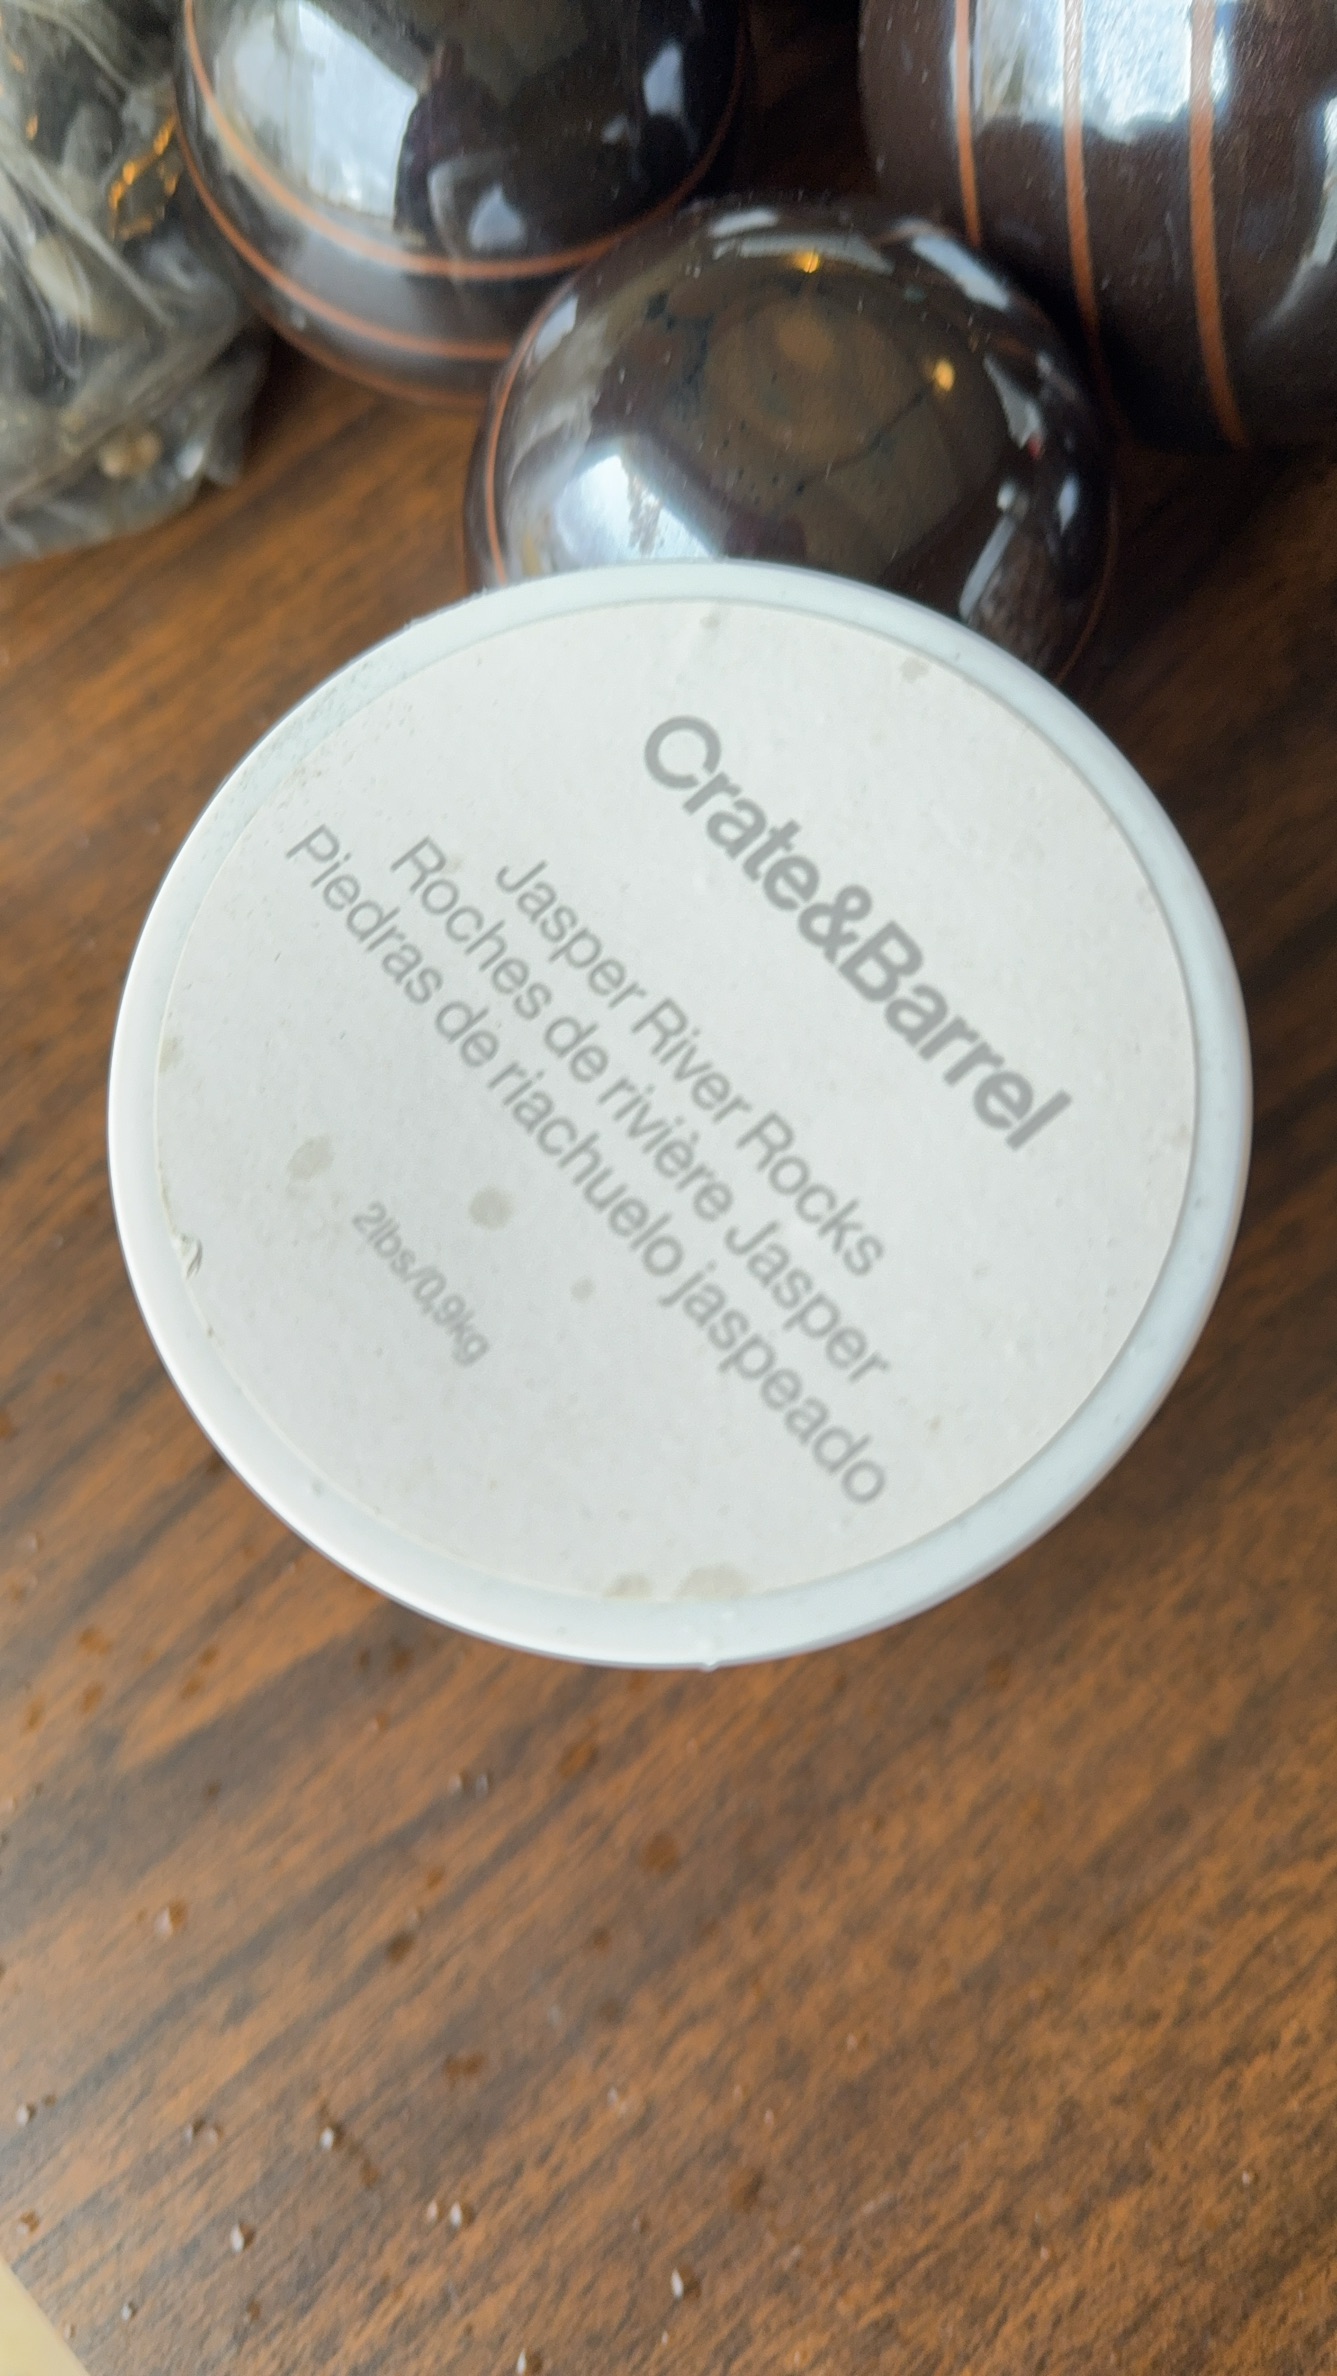 Crate&Barrel
Jasper River Rocks
Roches de rivière Jasper
Piedras de riachuelo jaspeado
2lbs/0,9kg